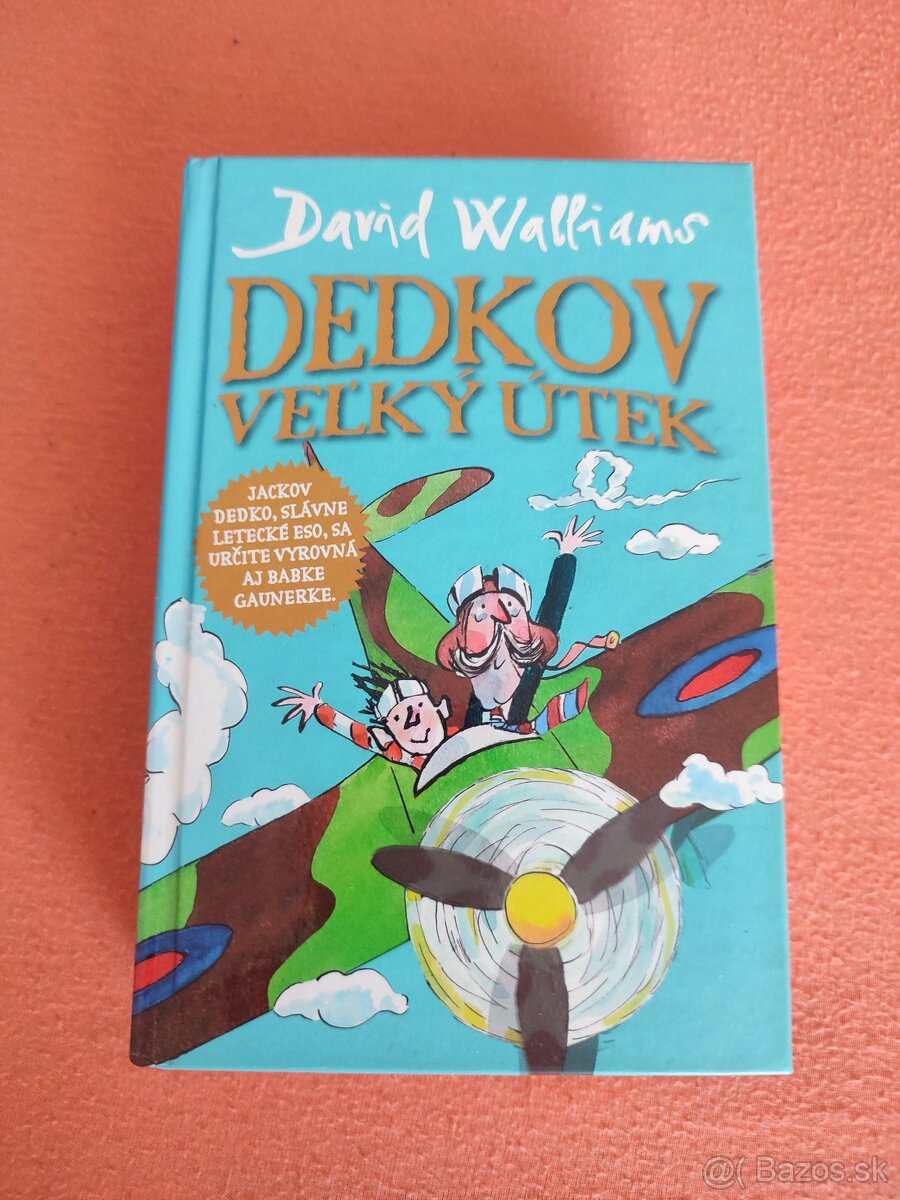 David Walliams
DEDKOV
VEĽKÝ ÚTEK
JACKOV
DEDKO, SLÁVNE
LETECKÉ ESO, SA
URČITE VYROVNÁ
AJ BABKE
GAUNERKE.
@( Bazos.sk